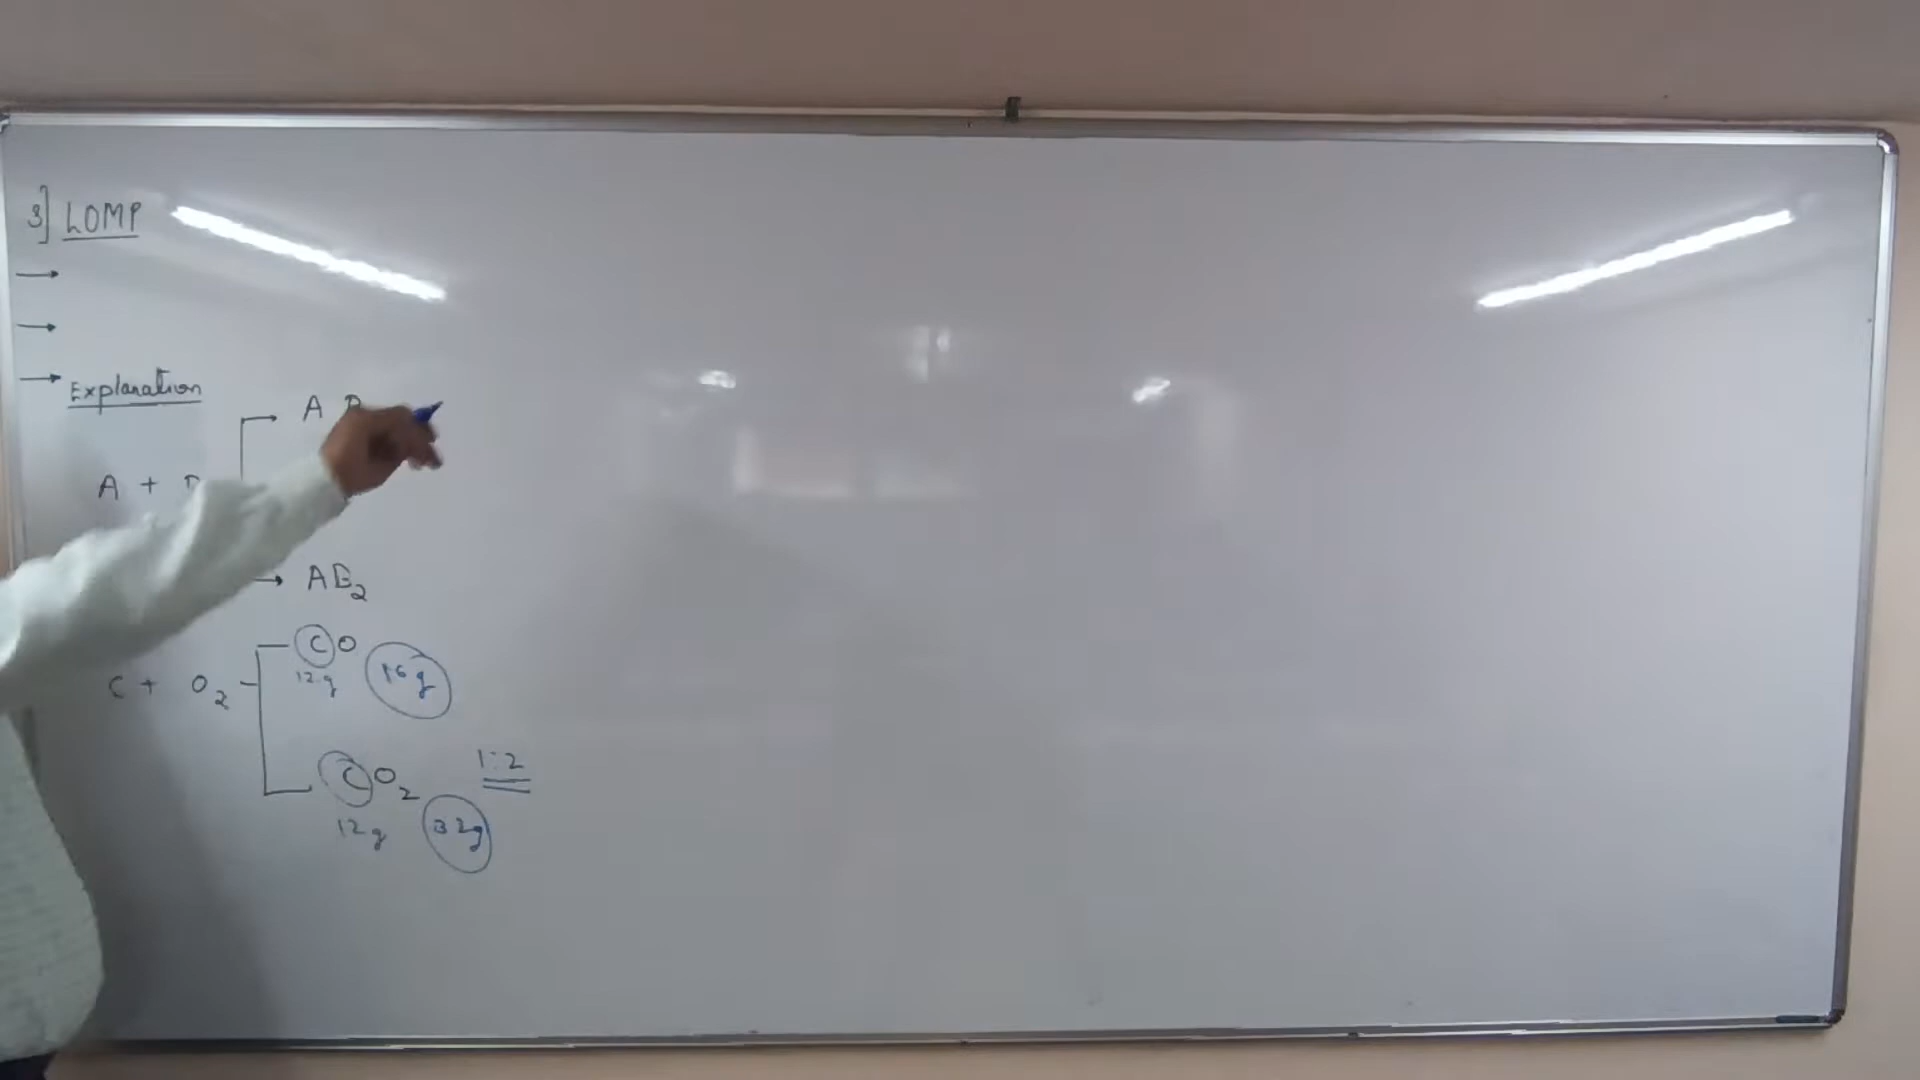 3] LOMP
→
→
→ Explanation
A B
A +
→ AB₂
CO
12g 16g
C + O₂
CO₂ 1:2
12g 32g